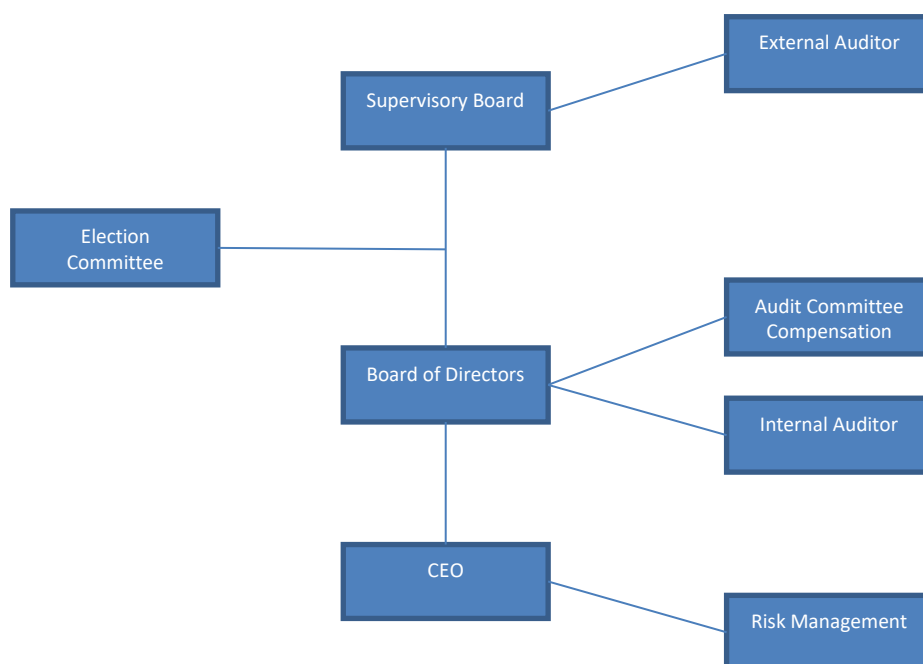 External Auditor
Supervisory Board
Election
Committee
Audit Committee
Compensation
Board of Directors
Internal Auditor
CEO
Risk Management